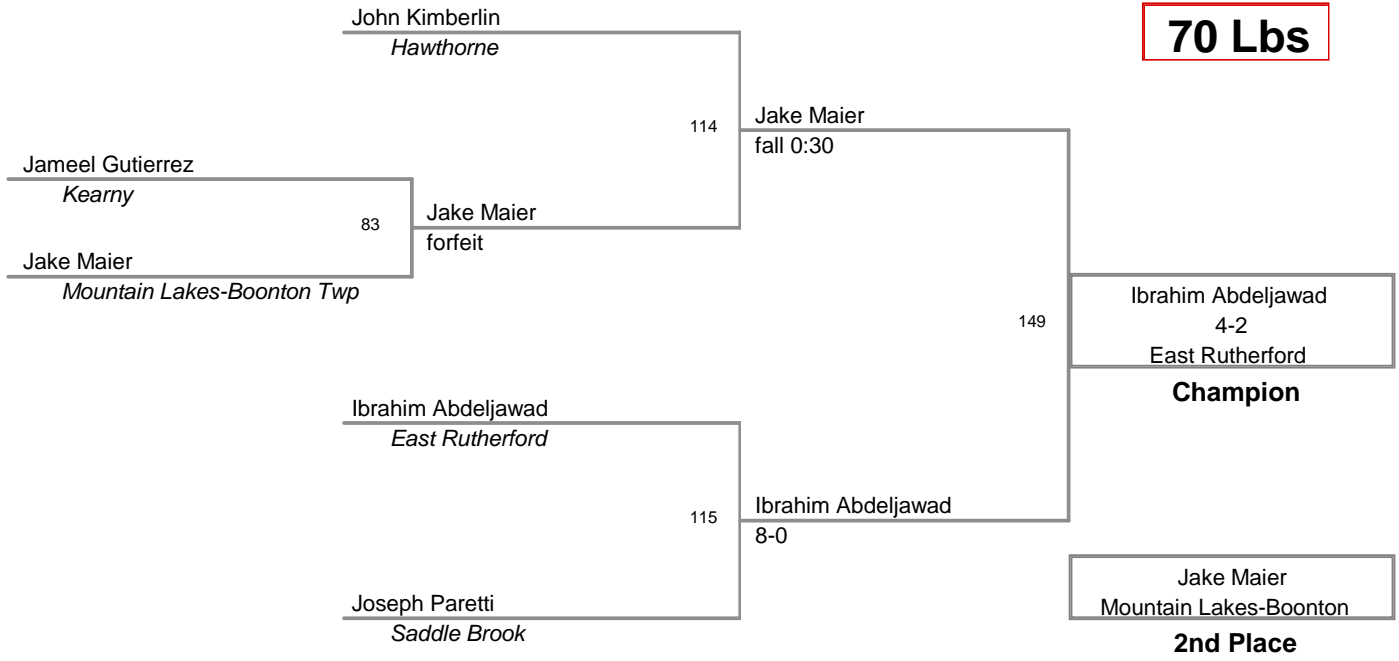 John Kimberlin
Hawthorne
70 Lbs
114
Jake Maier
fall 0:30
Jameel Gutierrez
Kearny
83
Jake Maier
forfeit
Jake Maier
Mountain Lakes-Boonton Twp
149
Ibrahim Abdeljawad
4-2
East Rutherford
Champion
Ibrahim Abdeljawad
East Rutherford
115
Ibrahim Abdeljawad
8-0
Joseph Paretti
Saddle Brook
Jake Maier
Mountain Lakes-Boonton
2nd Place